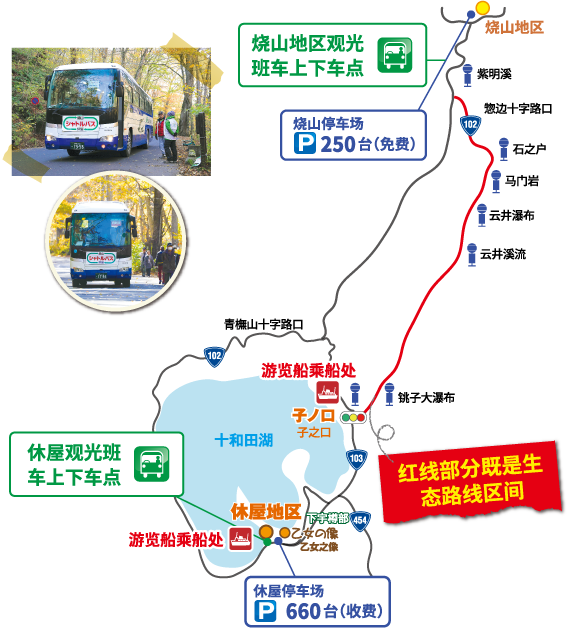 烧山地区
烧山地区观光
班车上下车点
紫明溪
惣边十字路口
102
烧山停车场
P 250台(免费)
石之户
马门岩
云井瀑布
云井溪流
シャトルバス
シャトルバス
青橅山十字路口
102
游览船乘船处
铫子大瀑布
子ノ口
子之口
十和田湖
103
红线部分既是生
态路线区间
休屋观光班
车上下车点
休屋地区
下宇樽部
454
乙女の像
乙女之像
游览船乘船处
休屋停车场
P 660台(收费)